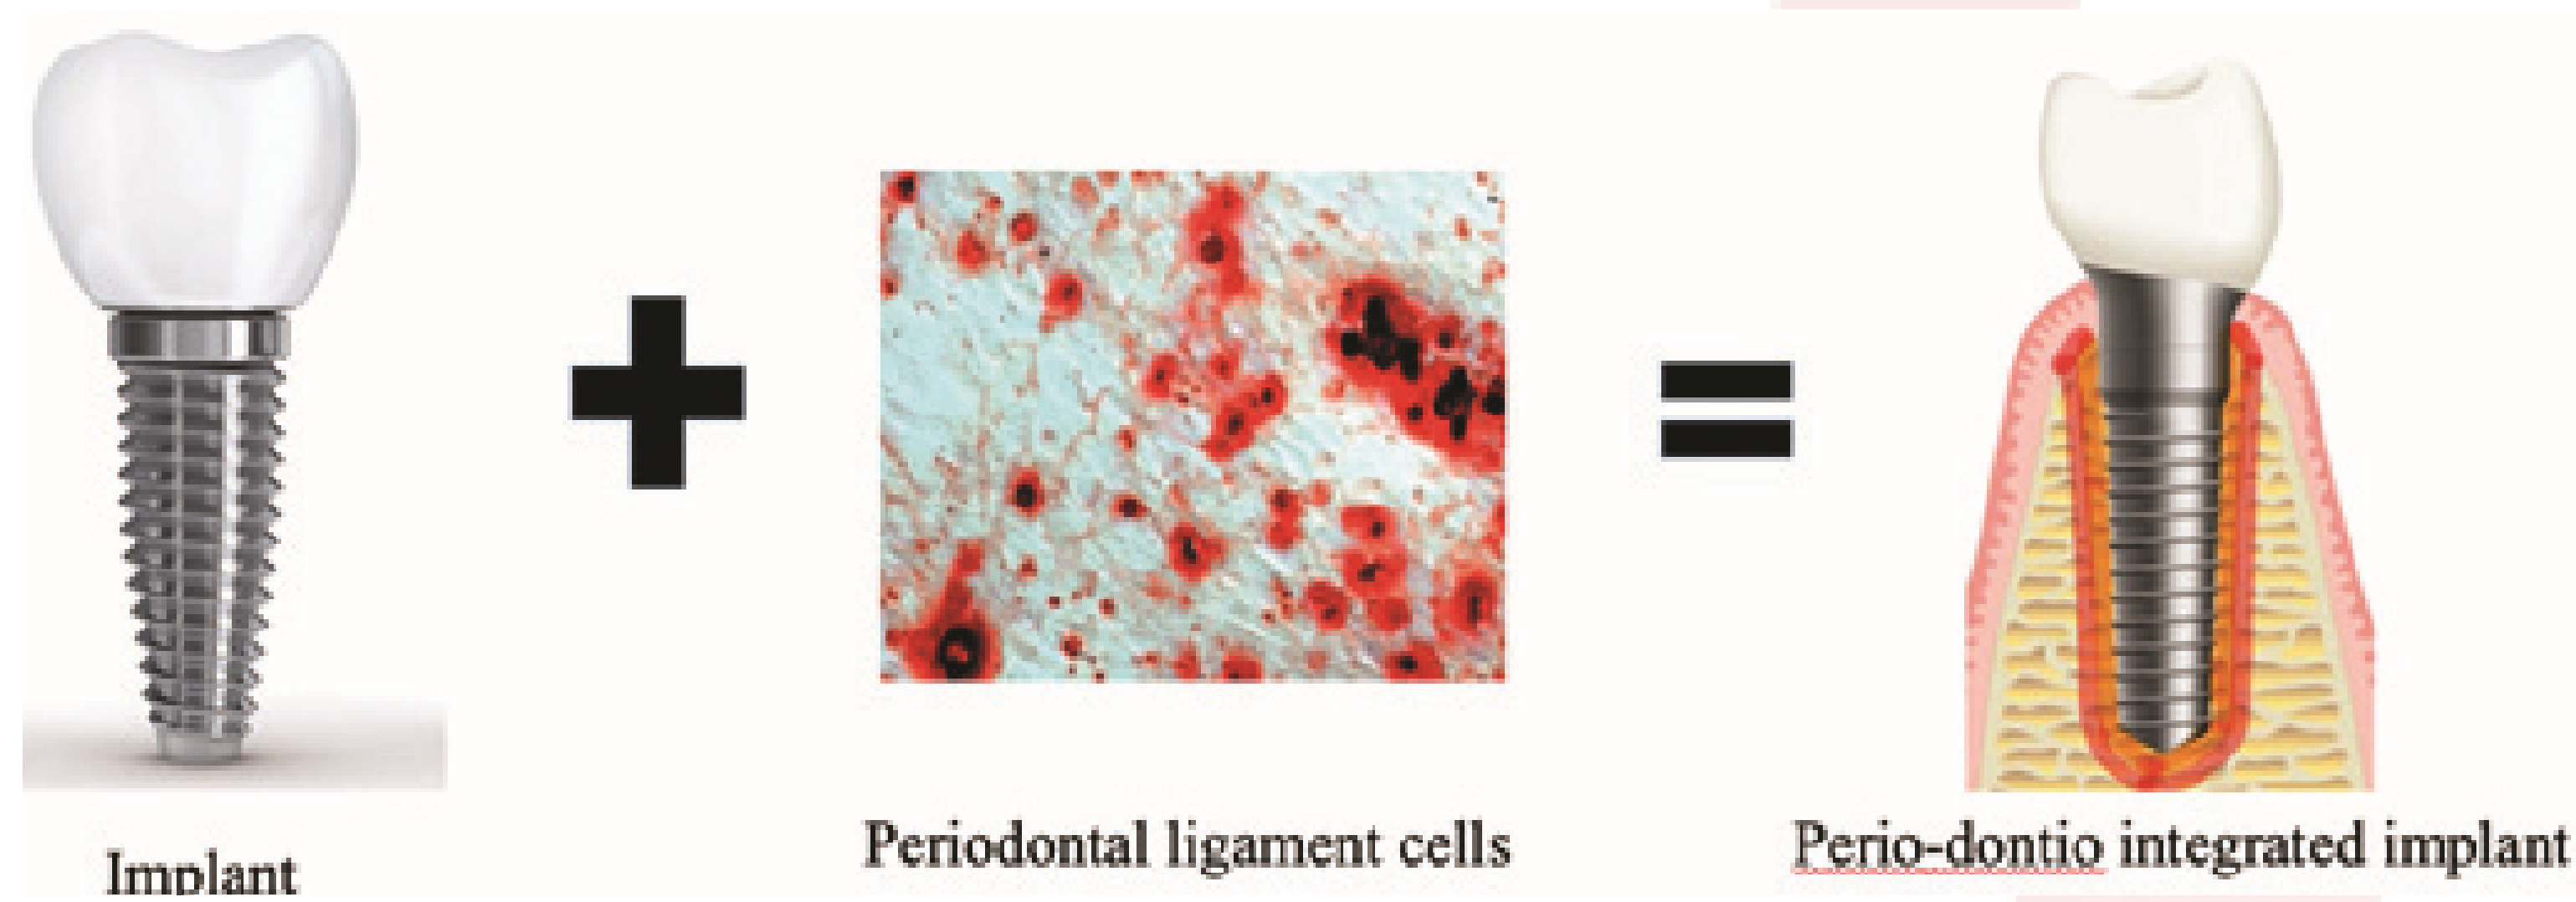 Implant
Periodontal ligament cells
Perio-dontio integrated implant